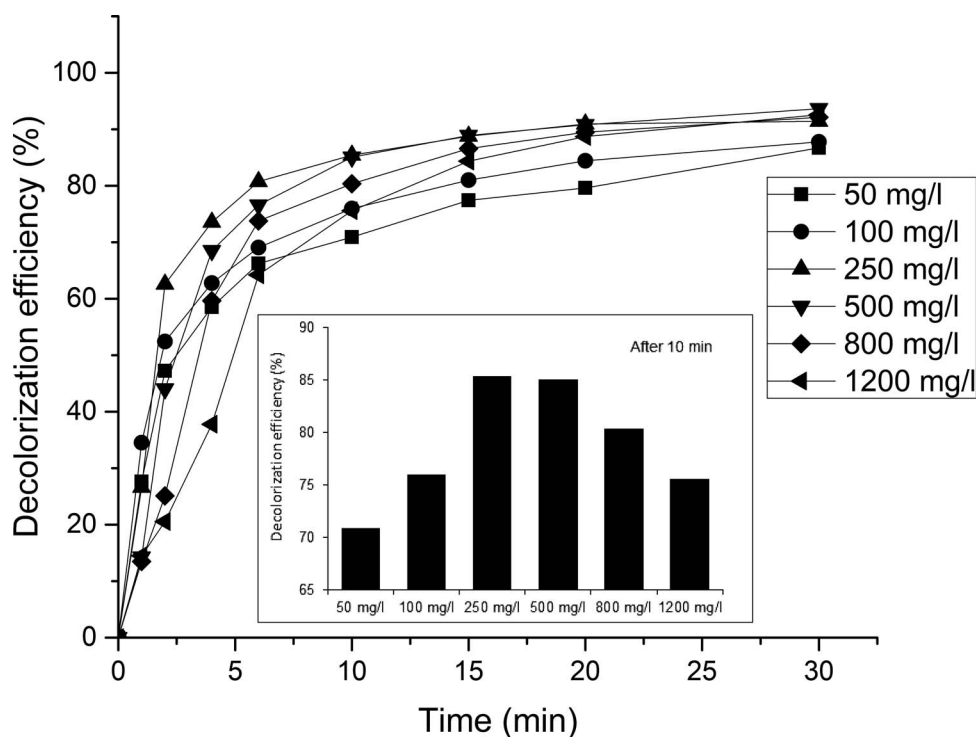 Decolorization efficiency (%)
100
80
60
40
20
0
0 5 10 15 20 25 30
Time (min)
50 mg/l
100 mg/l
250 mg/l
500 mg/l
800 mg/l
1200 mg/l
Decolorization efficiency (%)
After 10 min
90
85
80
75
70
65
50 mg/l 100 mg/l 250 mg/l 500 mg/l 800 mg/l 1200 mg/l